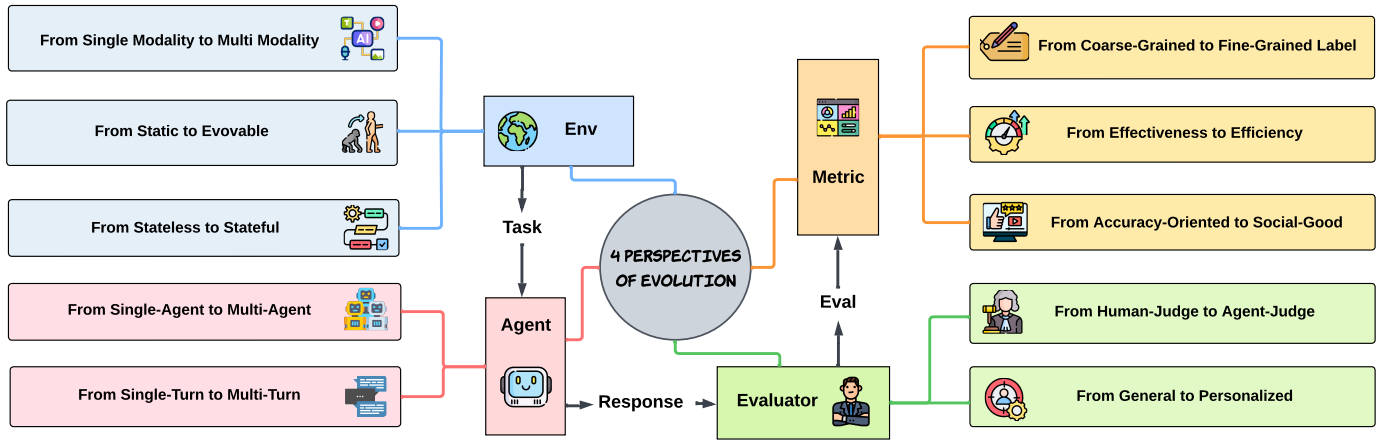 From Single Modality to Multi Modality
From Static to Evovable
From Stateless to Stateful
From Single-Agent to Multi-Agent
From Single-Turn to Multi-Turn
Env
Task
Agent
Response
4 PERSPECTIVES
OF EVOLUTION
Metric
Eval
Evaluator
From Coarse-Grained to Fine-Grained Label
From Effectiveness to Efficiency
From Accuracy-Oriented to Social-Good
From Human-Judge to Agent-Judge
From General to Personalized
T
AI